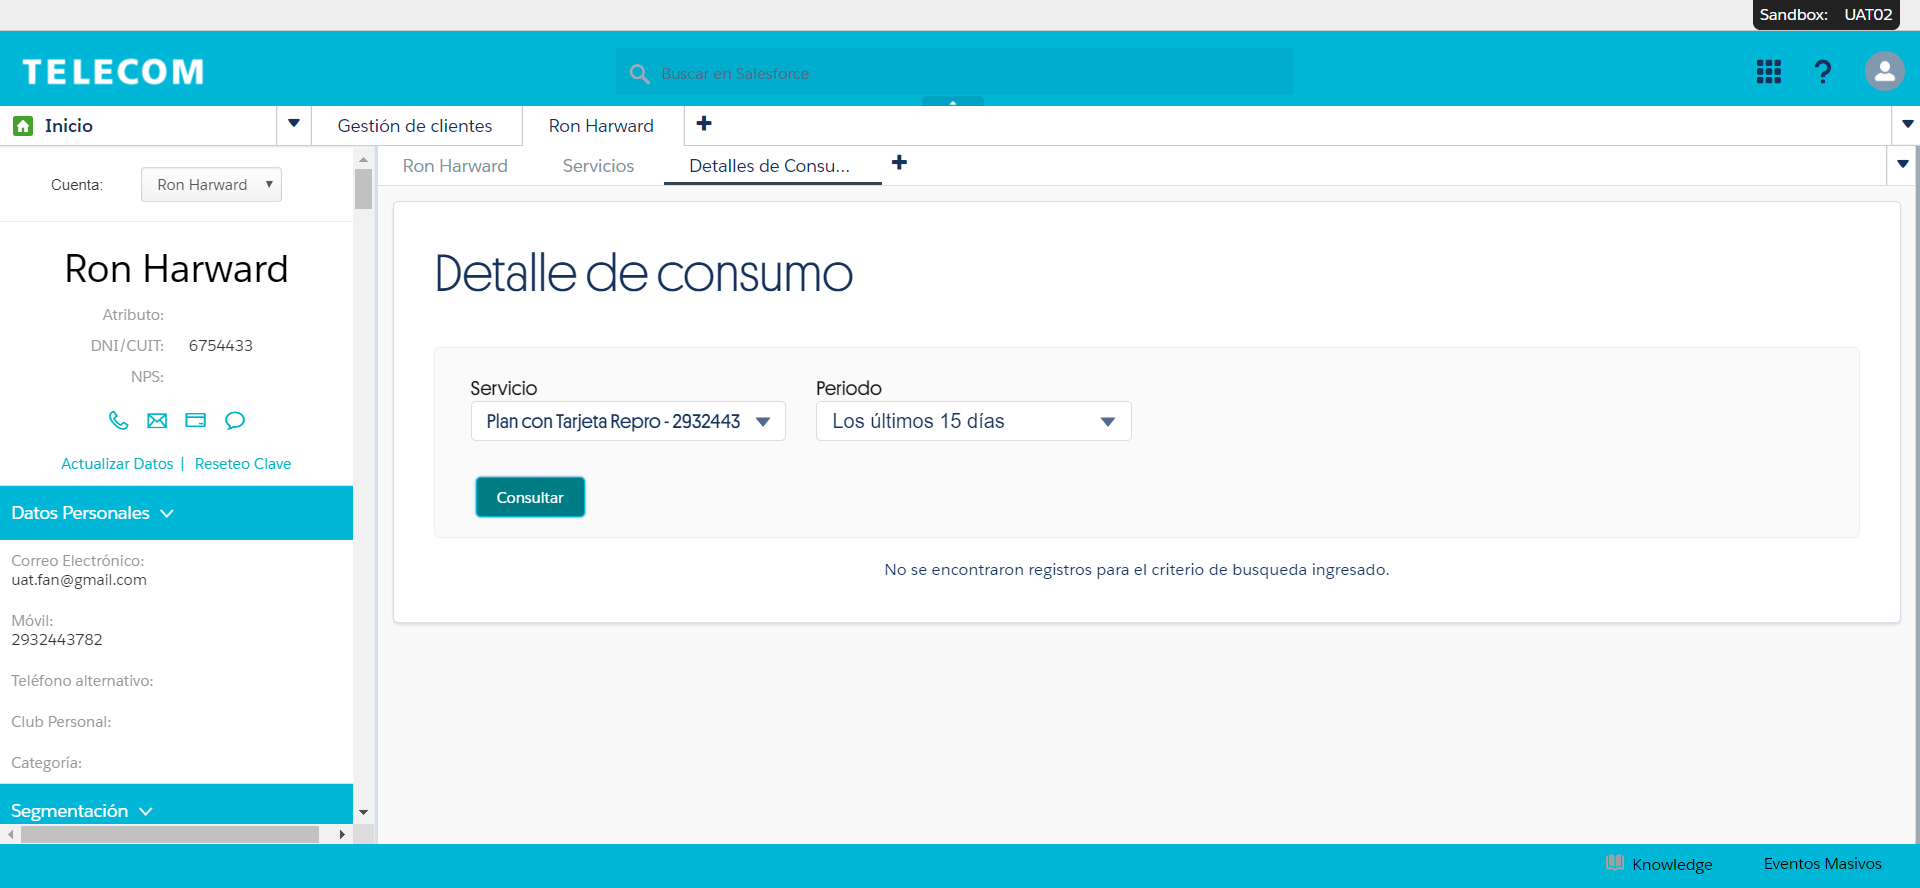 Sandbox: UAT02
TELECOM
Buscar en Salesforce
?
Inicio
Gestión de clientes
Ron Harward
Ron Harward
Servicios
Detalles de Consu...
Cuenta:
Ron Harward
Ron Harward
Atributo:
DNI/CUIT: 6754433
NPS:
Actualizar Datos | Reseteo Clave
Datos Personales
Correo Electrónico:
uat.fan@gmail.com
Móvil:
2932443782
Teléfono alternativo:
Club Personal:
Categoría:
Segmentación
Detalle de consumo
Servicio
Plan con Tarjeta Repro - 2932443
Periodo
Los últimos 15 días
Consultar
No se encontraron registros para el criterio de busqueda ingresado.
Knowledge
Eventos Masivos